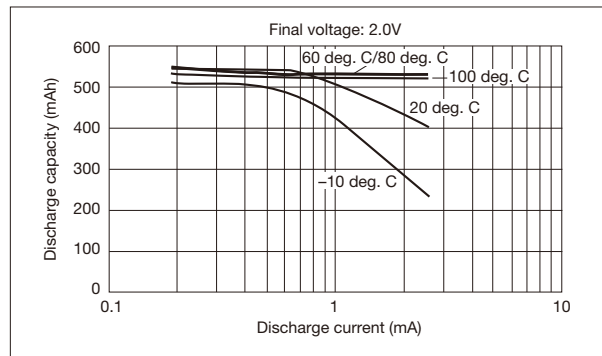 Final voltage: 2.0V
600
500
400
300
200
100
0
Discharge capacity (mAh)
60 deg. C/80 deg. C
100 deg. C
20 deg. C
–10 deg. C
0.1
1
10
Discharge current (mA)